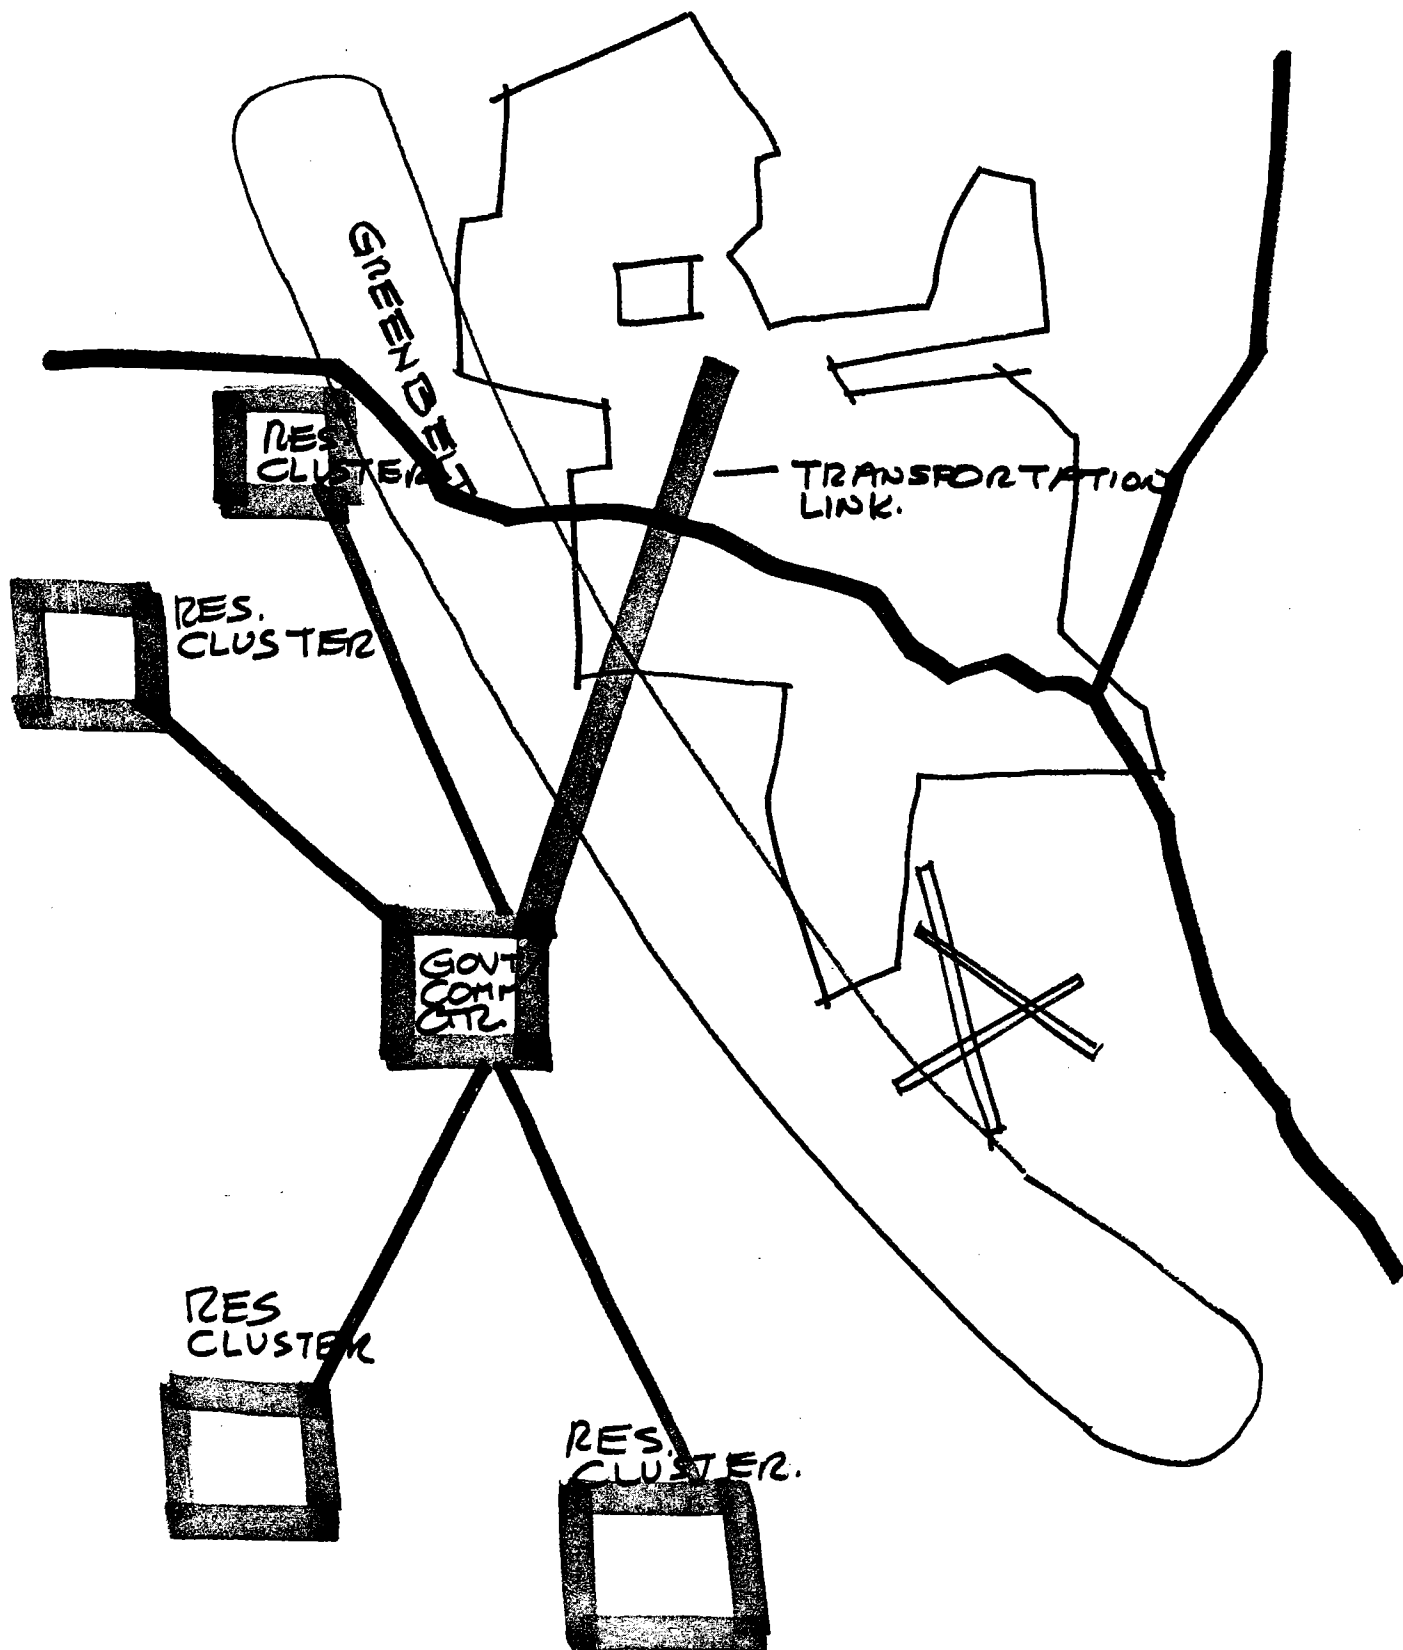 GREENBELT
RES
CLUSTER
TRANSPORTATION
LINK.
RES.
CLUSTER
GOVT
COMM
CTR.
RES
CLUSTER
RES.
CLUSTER.